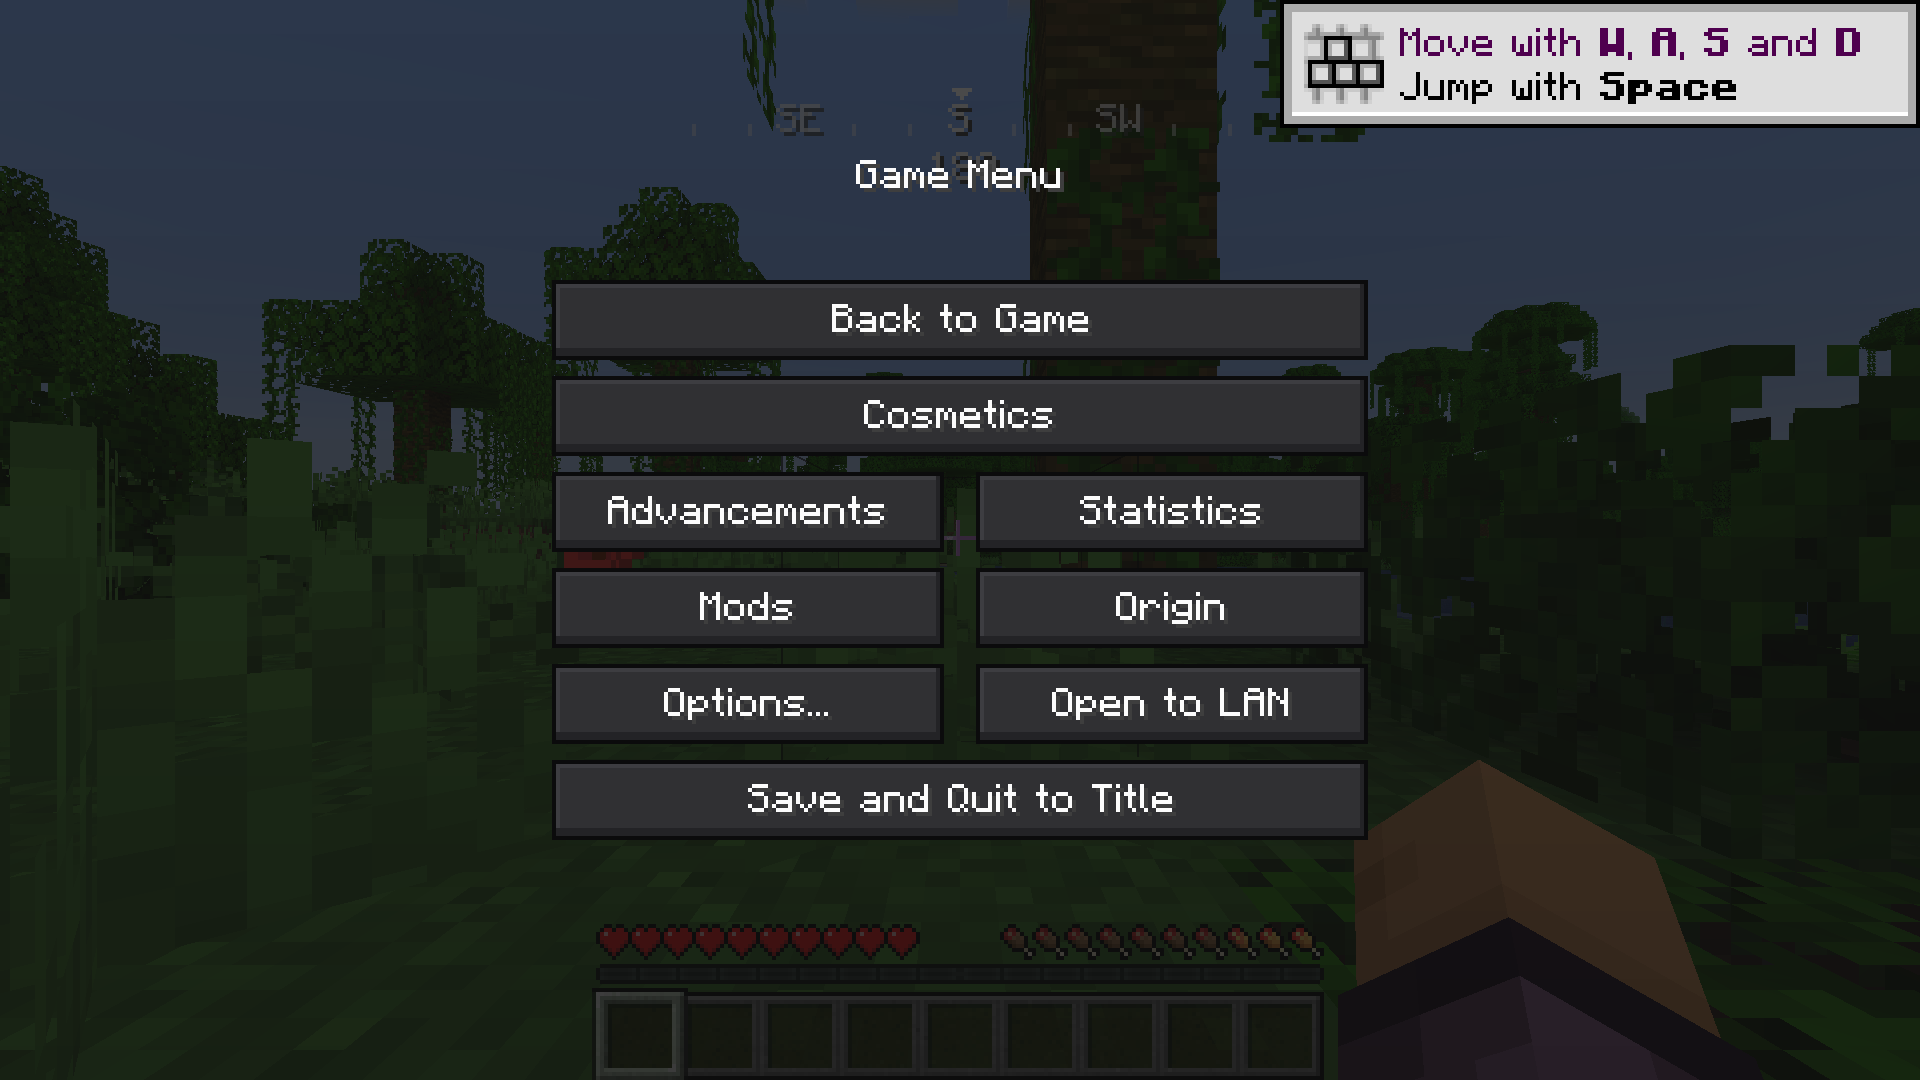 Move with W, A, S and D
Jump with Space
SE S SW
180
Game Menu
Back to Game
Cosmetics
Advancements
Statistics
Mods
Origin
Options...
Open to LAN
Save and Quit to Title